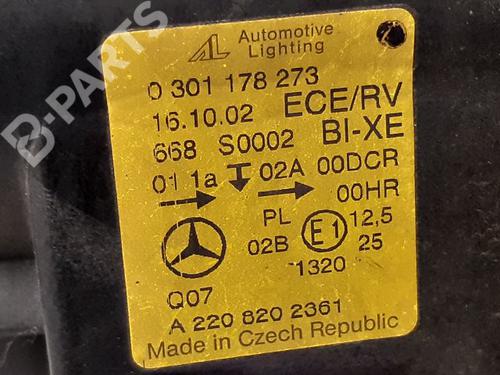 B-PARTS
AL Automotive Lighting
0 301 178 273
16.10.02 ECE/RV
668 S0002 BI-XE
01 1a 02A 00DCR
00HR
PL E1 12,5
02B 25
1320
Q07
A 220 820 2361
Made in Czech Republic